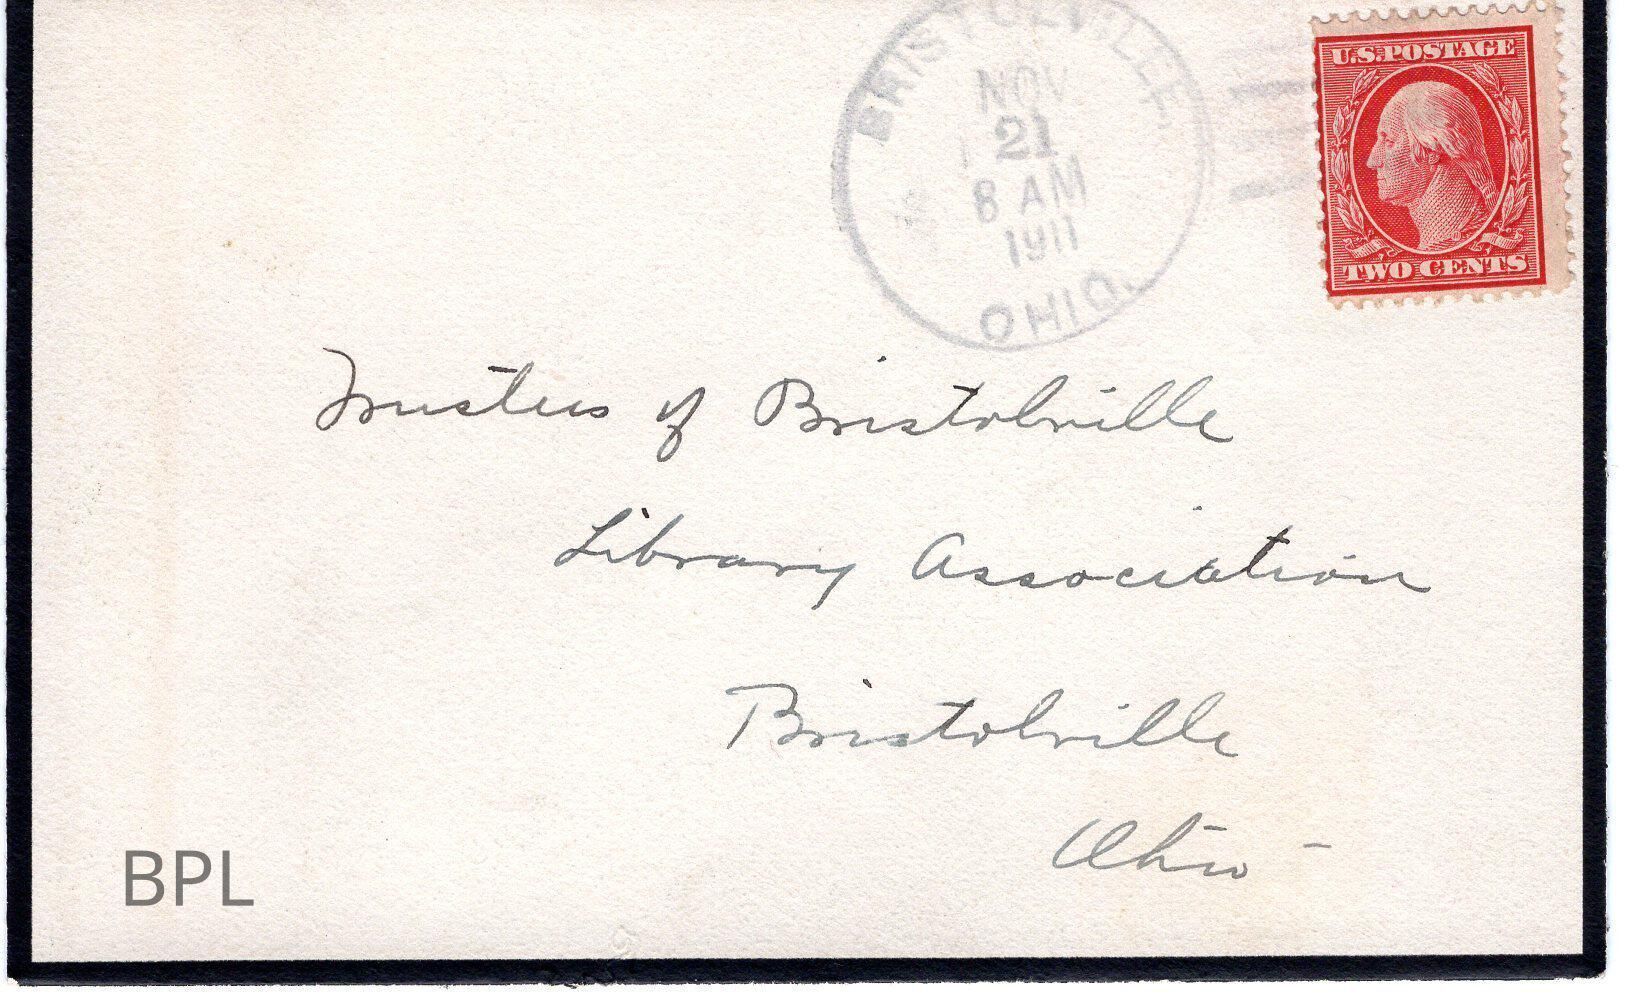 BRISTOLVILLE
NOV
21
8 AM
1911
OHIO.
U.S.POSTAGE
TWO CENTS
Trustees of Bristolville
Library Association
Bristolville
Ohio -
BPL